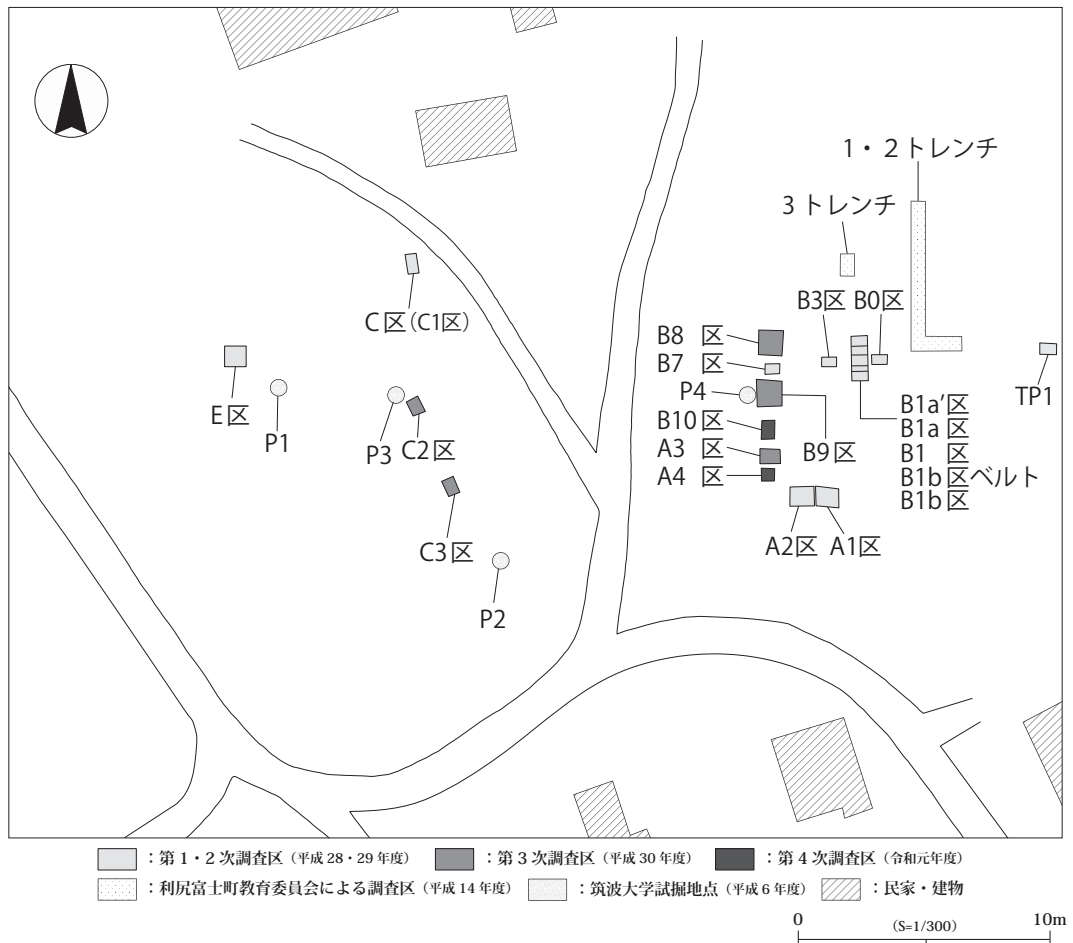 1・2トレンチ
3トレンチ
B3区 B0区
C区(C1区)
B8 区
B7 区
P4
B10区
A3 区
A4 区
B9区
B1a′区
B1a 区
B1 区
B1b区ベルト
B1b区
TP1
E区
P1
P3 C2区
C3区
P2
A2区 A1区
:第1・2次調査区(平成28・29年度) :第3次調査区(平成30年度) :第4次調査区(令和元年度)
:利尻富士町教育委員会による調査区(平成14年度) :筑波大学試掘地点(平成6年度) :民家・建物
0 (S=1/300) 10m